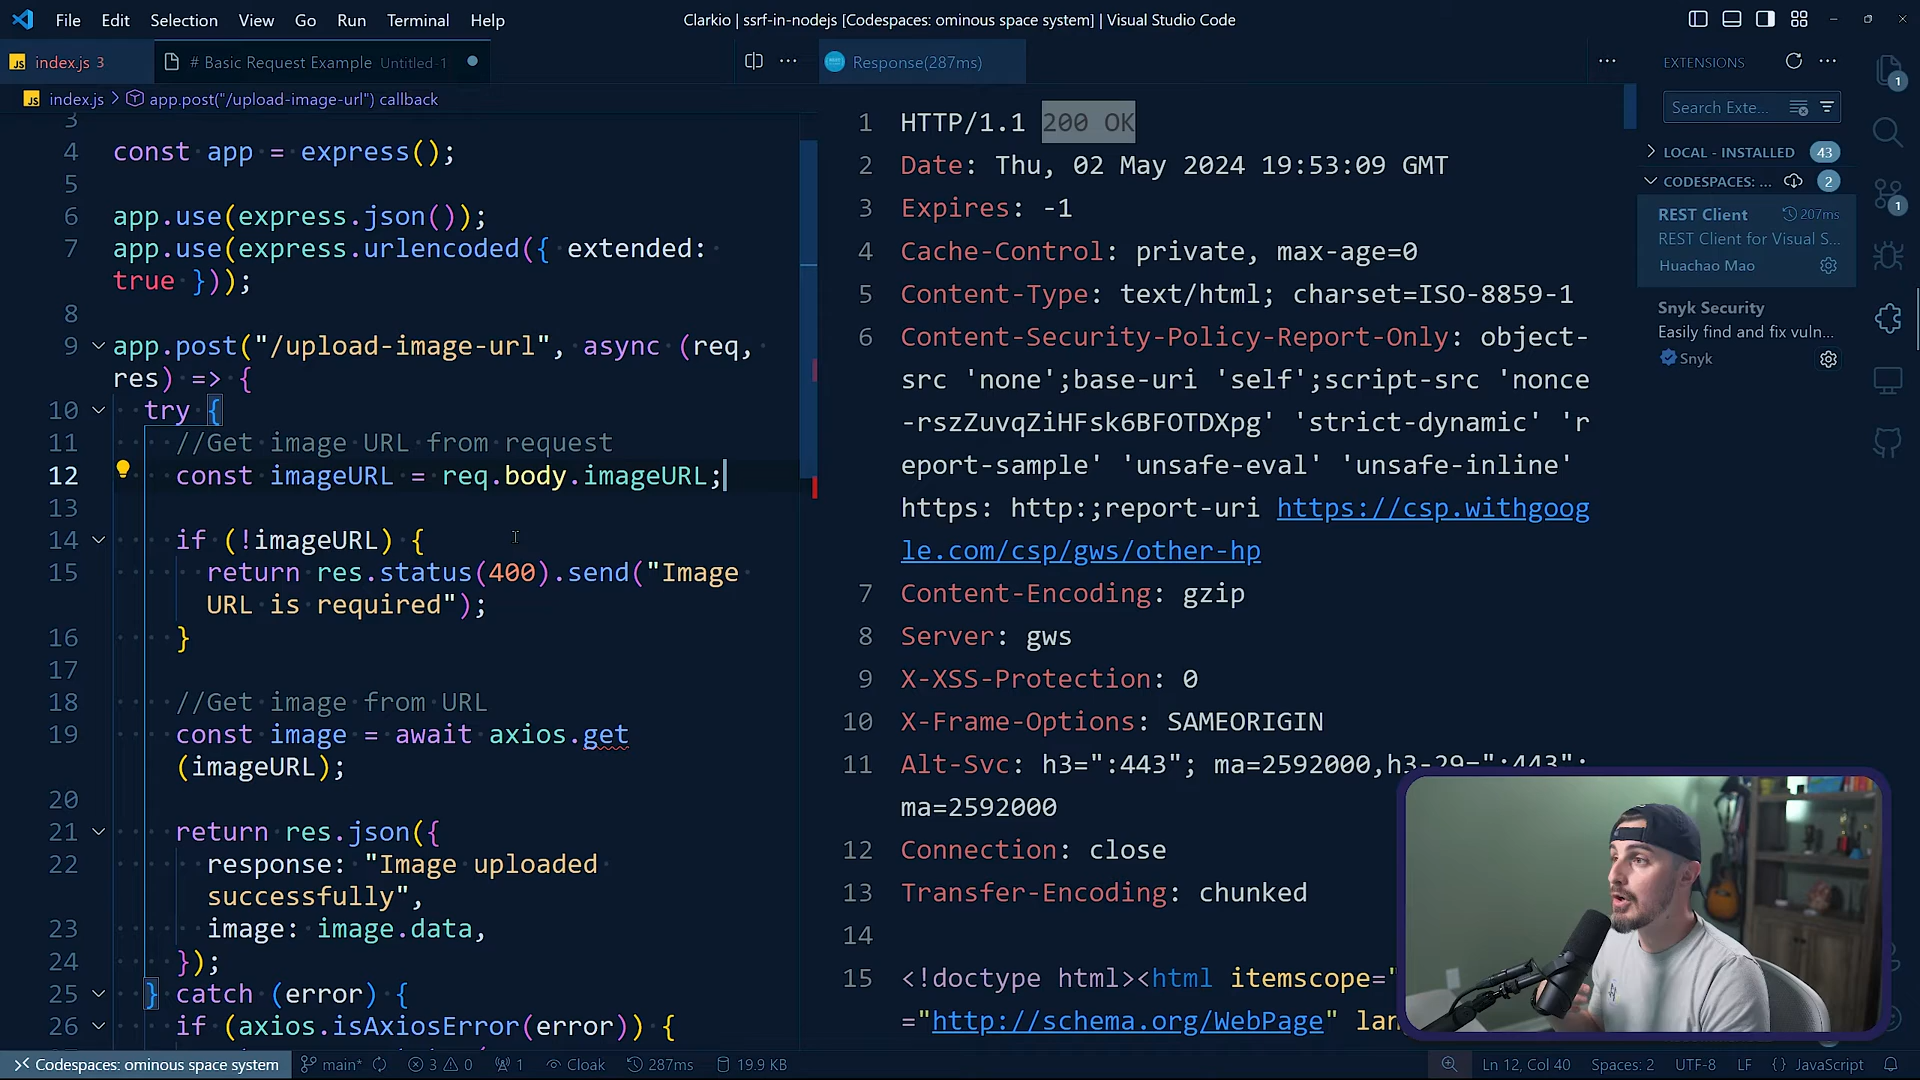 File Edit Selection View Go Run Terminal Help
Clarkio | ssrf-in-nodejs [Codespaces: ominous space system] | Visual Studio Code
JS index.js 3
# Basic Request Example Untitled-1
REST Response(287ms)
EXTENSIONS
JS index.js > app.post("/upload-image-url") callback
3
4 const app = express();
5
6 app.use(express.json());
7 app.use(express.urlencoded({ extended:
true }));
8
9 app.post("/upload-image-url", async (req,
res) => {
10 try {
11 //Get image URL from request
12 const imageURL = req.body.imageURL;
13
14 if (!imageURL) {
15 return res.status(400).send("Image
URL is required");
16 }
17
18 //Get image from URL
19 const image = await axios.get
(imageURL);
20
21 return res.json({
22 response: "Image uploaded
successfully",
23 image: image.data,
24 });
25 } catch (error) {
26 if (axios.isAxiosError(error)) {
1 HTTP/1.1 200 OK
2 Date: Thu, 02 May 2024 19:53:09 GMT
3 Expires: -1
4 Cache-Control: private, max-age=0
5 Content-Type: text/html; charset=ISO-8859-1
6 Content-Security-Policy-Report-Only: object-
src 'none';base-uri 'self';script-src 'nonce
-rszZuvqZiHFsk6BFOTDXpg' 'strict-dynamic' 'r
eport-sample' 'unsafe-eval' 'unsafe-inline'
https: http:;report-uri https://csp.withgoog
le.com/csp/gws/other-hp
7 Content-Encoding: gzip
8 Server: gws
9 X-XSS-Protection: 0
10 X-Frame-Options: SAMEORIGIN
11 Alt-Svc: h3=":443"; ma=2592000,h3-29=":443";
ma=2592000
12 Connection: close
13 Transfer-Encoding: chunked
14
15 <!doctype html><html itemscope="
="http://schema.org/WebPage" lan
Search Exte...
LOCAL - INSTALLED 43
CODESPACES: ... 2
REST Client 207ms
REST Client for Visual S...
Huachao Mao
Snyk Security
Easily find and fix vuln...
Snyk
1
1
Codespaces: ominous space system main* 3 0 1 Cloak 287ms 19.9 KB
Ln 12, Col 40 Spaces: 2 UTF-8 LF {} JavaScript